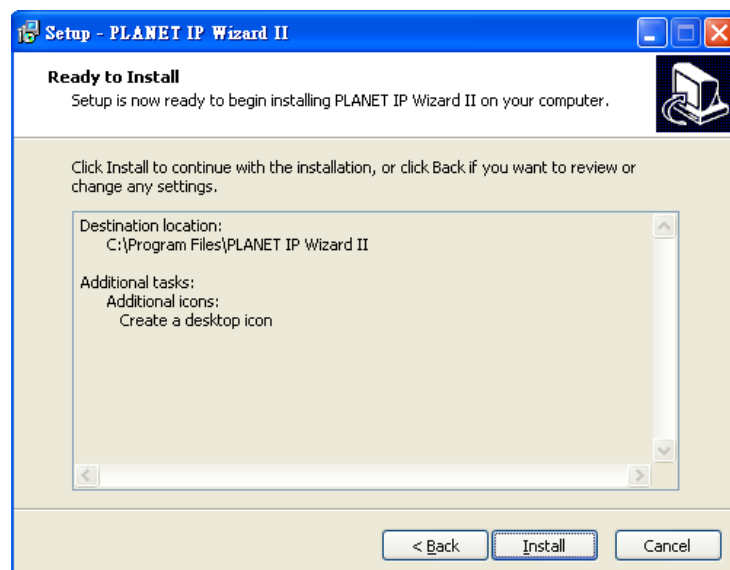 Setup - PLANET IP Wizard II
Ready to Install
Setup is now ready to begin installing PLANET IP Wizard II on your computer.
Click Install to continue with the installation, or click Back if you want to review or
change any settings.
Destination location:
C:\Program Files\PLANET IP Wizard II
Additional tasks:
Additional icons:
Create a desktop icon
< Back
Install
Cancel